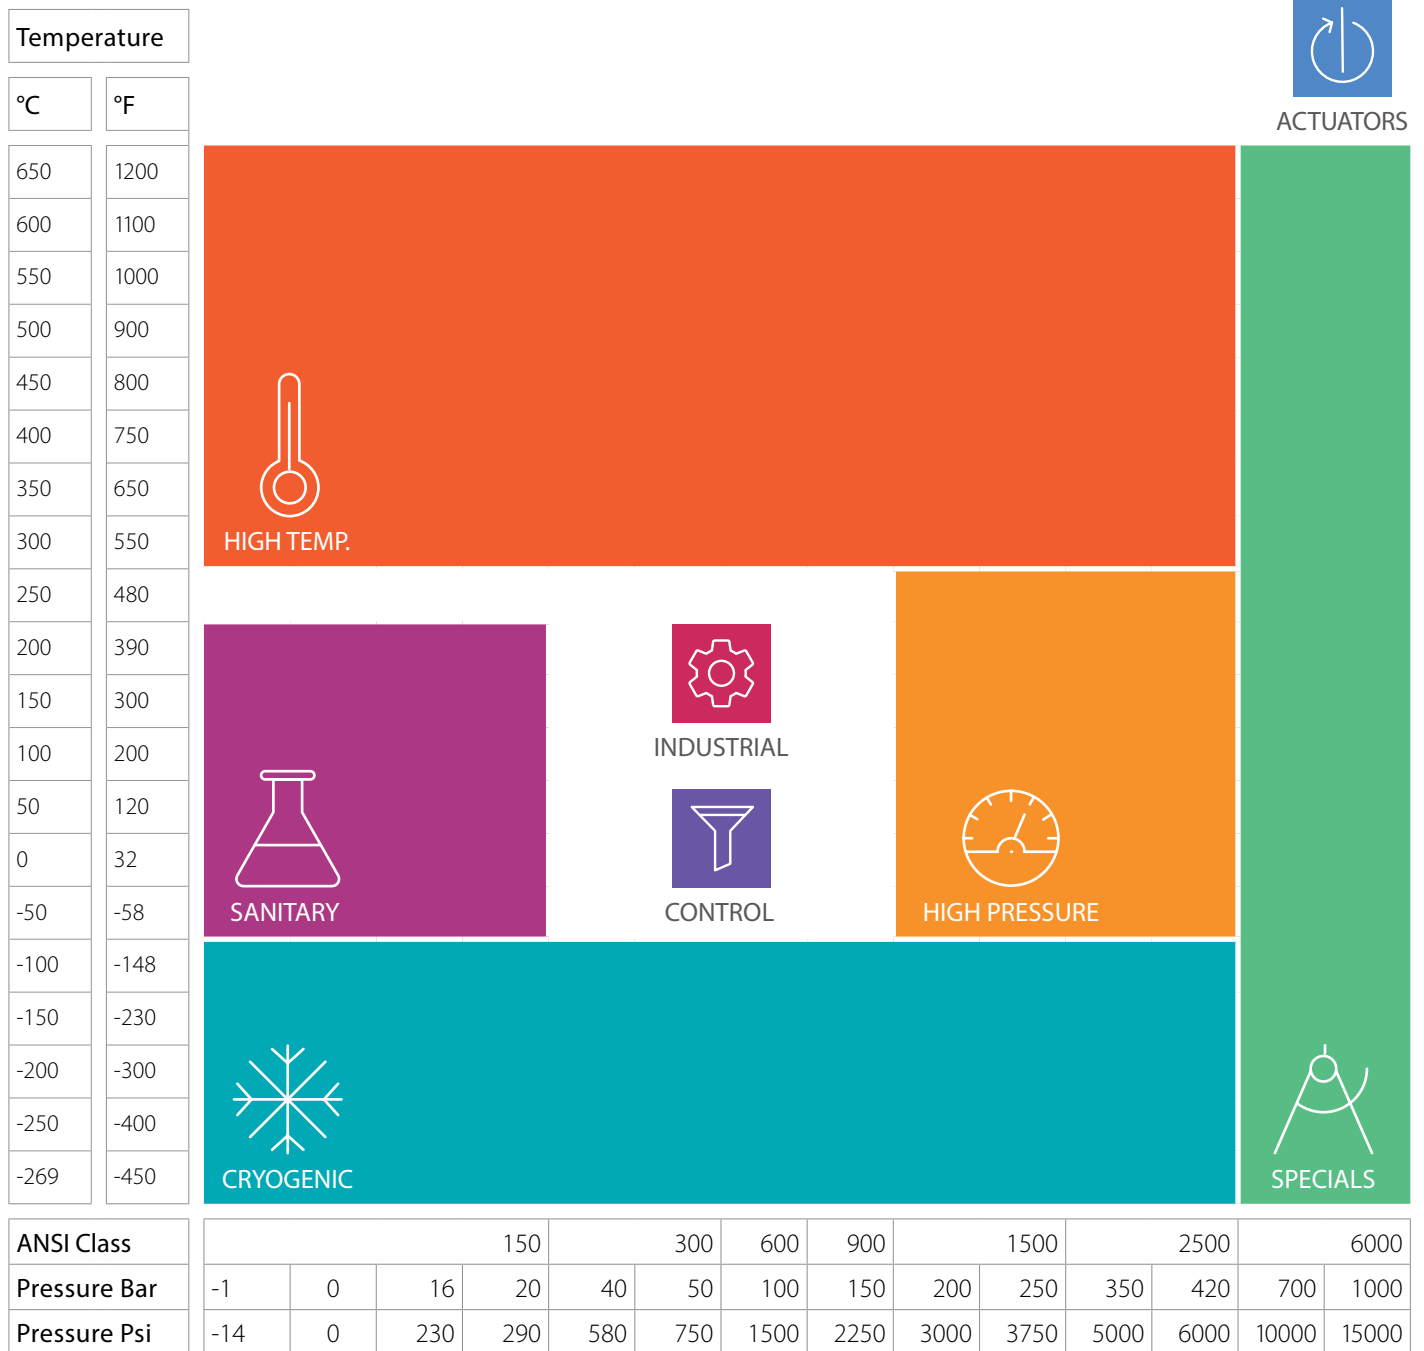 Temperature
°C °F
ACTUATORS
650 1200
600 1100
550 1000
500 900
450 800
400 750
350 650
300 550
HIGH TEMP.
250 480
200 390
150 300
INDUSTRIAL
100 200
50 120
0 32
-50 -58
SANITARY CONTROL HIGH PRESSURE
-100 -148
-150 -230
-200 -300
-250 -400
-269 -450
CRYOGENIC SPECIALS
ANSI Class 150 300 600 900 1500 2500 6000
Pressure Bar -1 0 16 20 40 50 100 150 200 250 350 420 700 1000
Pressure Psi -14 0 230 290 580 750 1500 2250 3000 3750 5000 6000 10000 15000